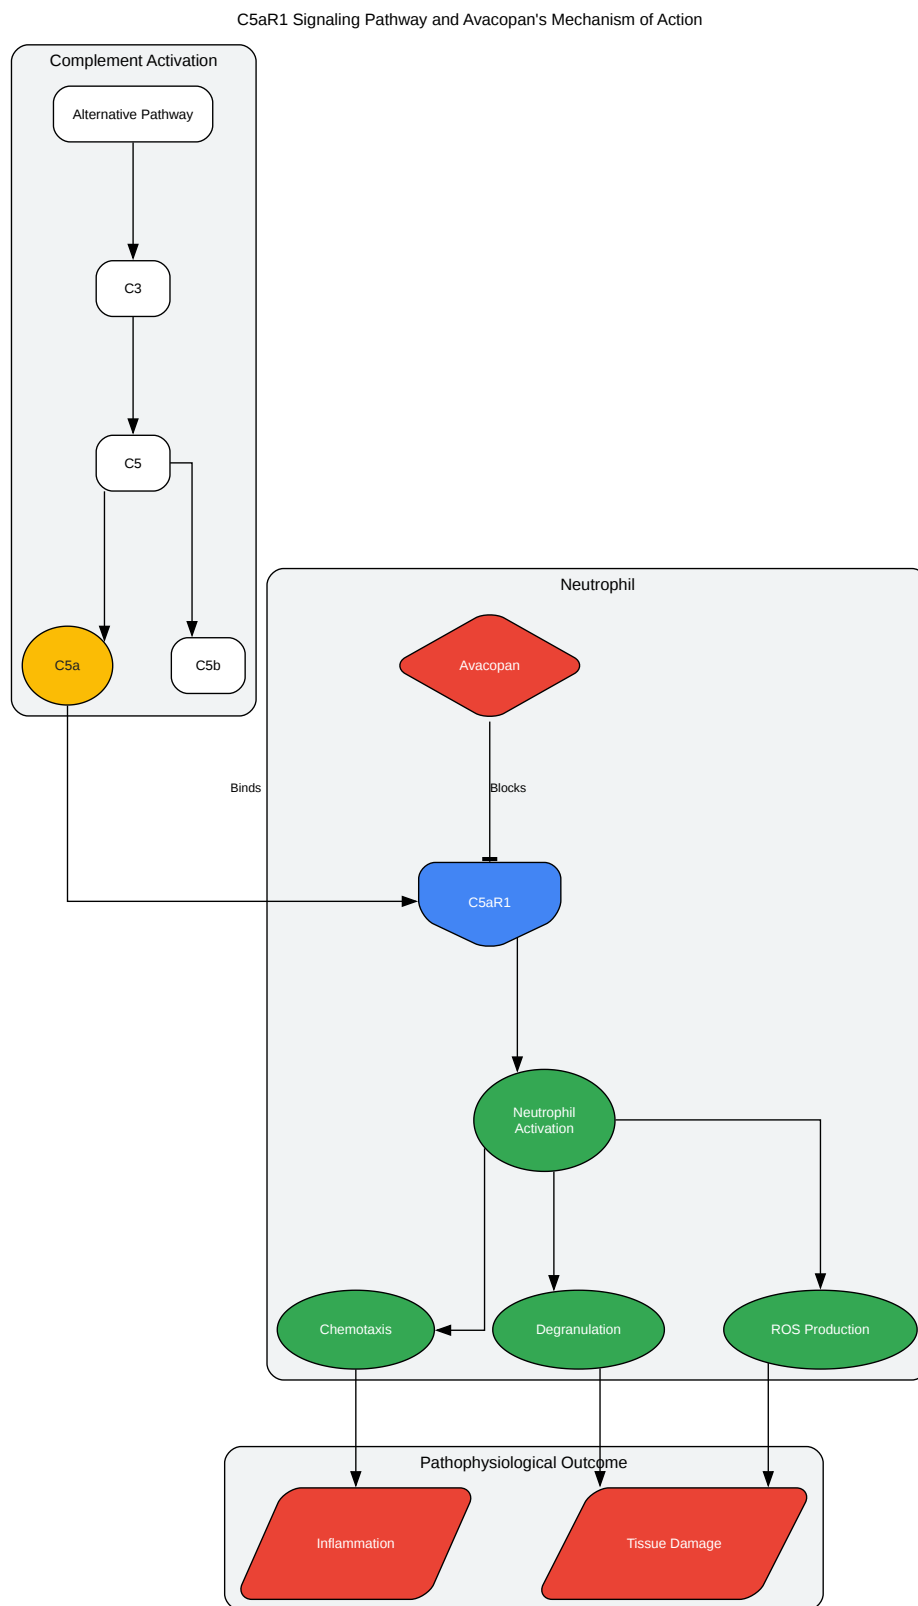 C5aR1 Signaling Pathway and Avacopan's Mechanism of Action
Complement Activation
Alternative Pathway
C3
C5
C5a
C5b
Neutrophil
Avacopan
Binds
Blocks
C5aR1
Neutrophil
Activation
Chemotaxis
Degranulation
ROS Production
Pathophysiological Outcome
Inflammation
Tissue Damage